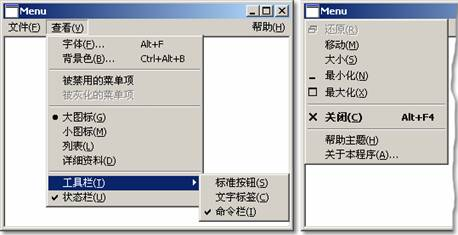 Menu
文件(F) 查看(V) 帮助(H)
字体(F)... Alt+F
背景色(B)... Ctrl+Alt+B
被禁用的菜单项
被灰化的菜单项
大图标(G)
小图标(M)
列表(L)
详细资料(D)
工具栏(T)
状态栏(U)
标准按钮(S)
文字标签(C)
命令栏(I)
Menu
还原(R)
移动(M)
大小(S)
最小化(N)
最大化(X)
关闭(C) Alt+F4
帮助主题(H)
关于本程序(A)...